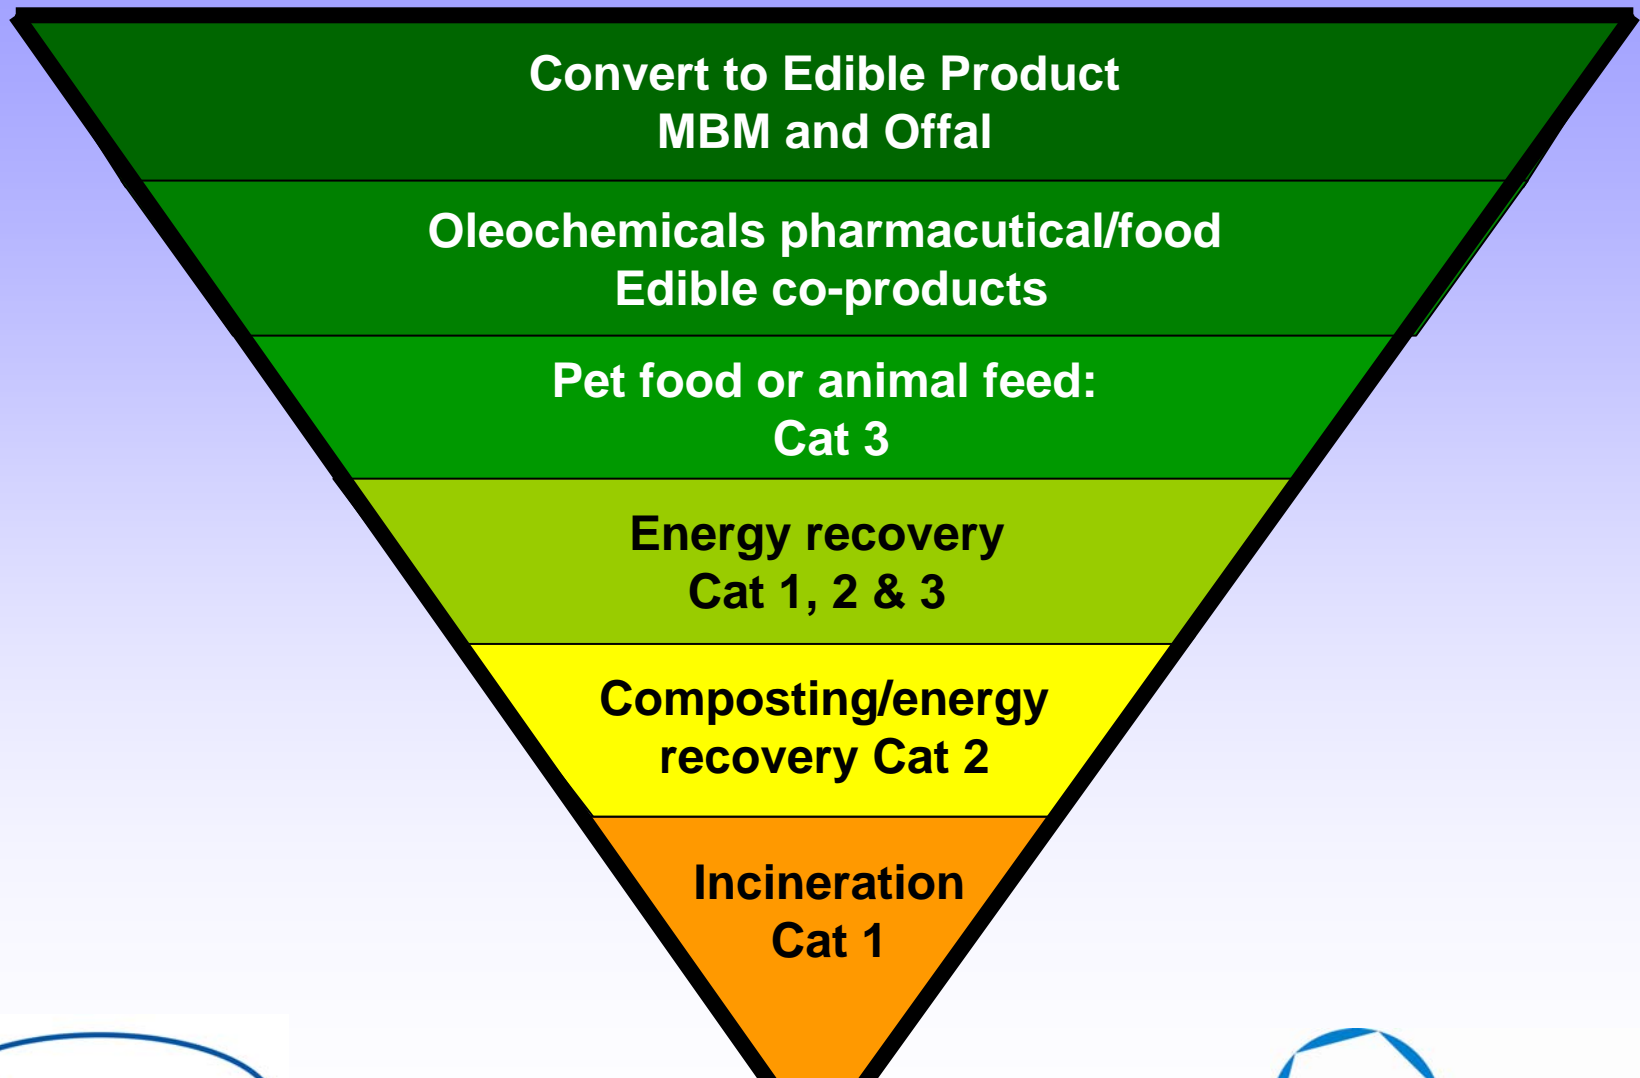 Convert to Edible Product
MBM and Offal
Oleochemicals pharmacutical/food
Edible co-products
Pet food or animal feed:
Cat 3
Energy recovery
Cat 1, 2 & 3
Composting/energy
recovery Cat 2
Incineration
Cat 1